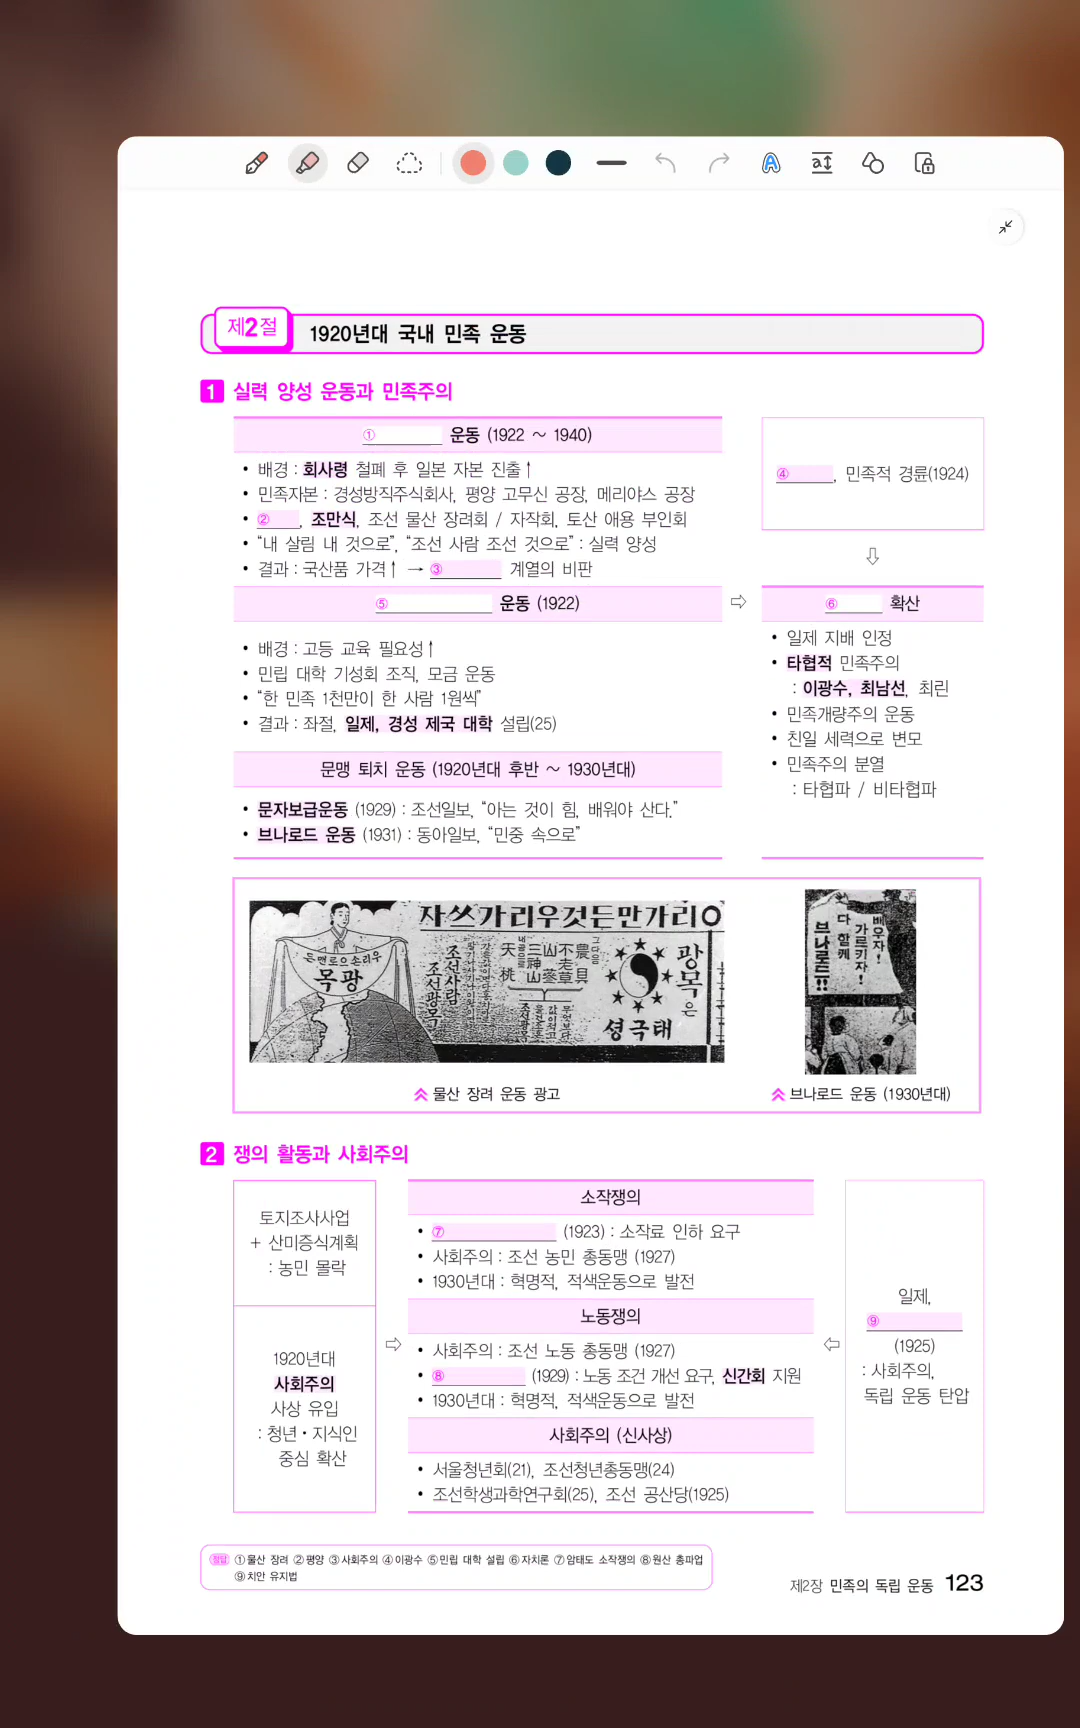 제2절 1920년대 국내 민족 운동
1 실력 양성 운동과 민족주의
① 운동 (1922 ~ 1940)
• 배경 : 회사령 철폐 후 일본 자본 진출↑
• 민족자본 : 경성방직주식회사, 평양 고무신 공장, 메리야스 공장
• ② , 조만식, 조선 물산 장려회 / 자작회, 토산 애용 부인회
• “내 살림 내 것으로”, “조선 사람 조선 것으로” : 실력 양성
• 결과 : 국산품 가격↑ → ③ 계열의 비판
④ , 민족적 경륜(1924)
⇩
⑤ 운동 (1922)
• 배경 : 고등 교육 필요성↑
• 민립 대학 기성회 조직, 모금 운동
• “한 민족 1천만이 한 사람 1원씩”
• 결과 : 좌절, 일제, 경성 제국 대학 설립(25)
문맹 퇴치 운동 (1920년대 후반 ~ 1930년대)
• 문자보급운동 (1929) : 조선일보, “아는 것이 힘, 배워야 산다.”
• 브나로드 운동 (1931) : 동아일보, “민중 속으로”
⇨
⑥ 확산
• 일제 지배 인정
• 타협적 민족주의
: 이광수, 최남선, 최린
• 민족개량주의 운동
• 친일 세력으로 변모
• 민족주의 분열
: 타협파 / 비타협파
자쓰가리우것든만가리우
든맨로으손리우
목광
조선사람
조선광목
天桃
三神山
不老草
農具
광목은
셩극태
배우자!
가르키자!
다 함께
브나로드!!
물산 장려 운동 광고
브나로드 운동 (1930년대)
2 쟁의 활동과 사회주의
토지조사사업
+ 산미증식계획
: 농민 몰락
1920년대
사회주의
사상 유입
: 청년・지식인
중심 확산
⇨
소작쟁의
• ⑦ (1923) : 소작료 인하 요구
• 사회주의 : 조선 농민 총동맹 (1927)
• 1930년대 : 혁명적, 적색운동으로 발전
노동쟁의
• 사회주의 : 조선 노동 총동맹 (1927)
• ⑧ (1929) : 노동 조건 개선 요구, 신간회 지원
• 1930년대 : 혁명적, 적색운동으로 발전
사회주의 (신사상)
• 서울청년회(21), 조선청년총동맹(24)
• 조선학생과학연구회(25), 조선 공산당(1925)
⇦
일제,
⑨
(1925)
: 사회주의,
독립 운동 탄압
정답 ①물산 장려 ②평양 ③사회주의 ④이광수 ⑤민립 대학 설립 ⑥자치론 ⑦암태도 소작쟁의 ⑧원산 총파업
⑨치안 유지법
제2장 민족의 독립 운동 123